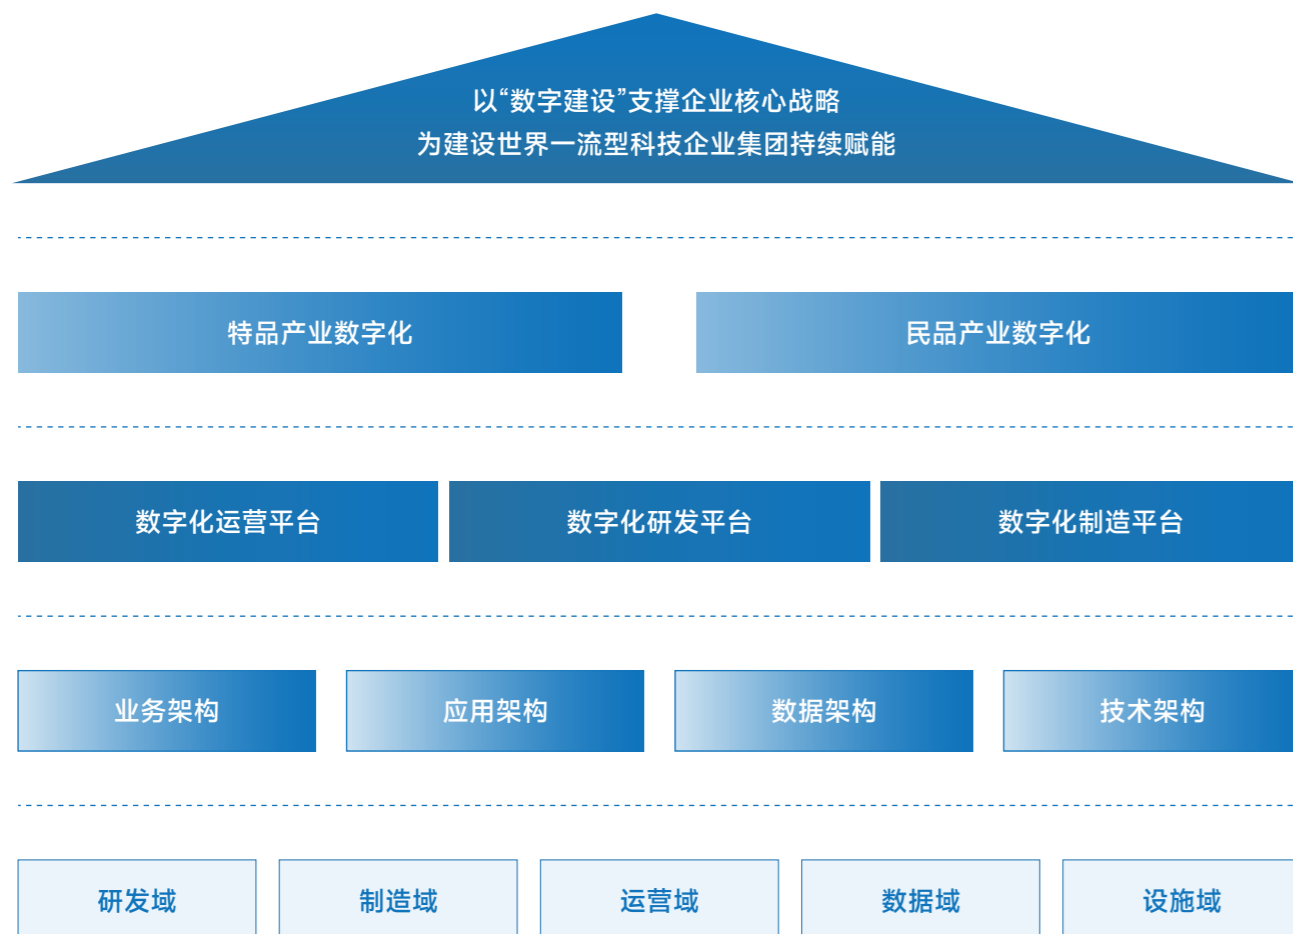 以“数字建设”支撑企业核心战略
为建设世界一流型科技企业集团持续赋能
特品产业数字化
民品产业数字化
数字化运营平台
数字化研发平台
数字化制造平台
业务架构
应用架构
数据架构
技术架构
研发域
制造域
运营域
数据域
设施域